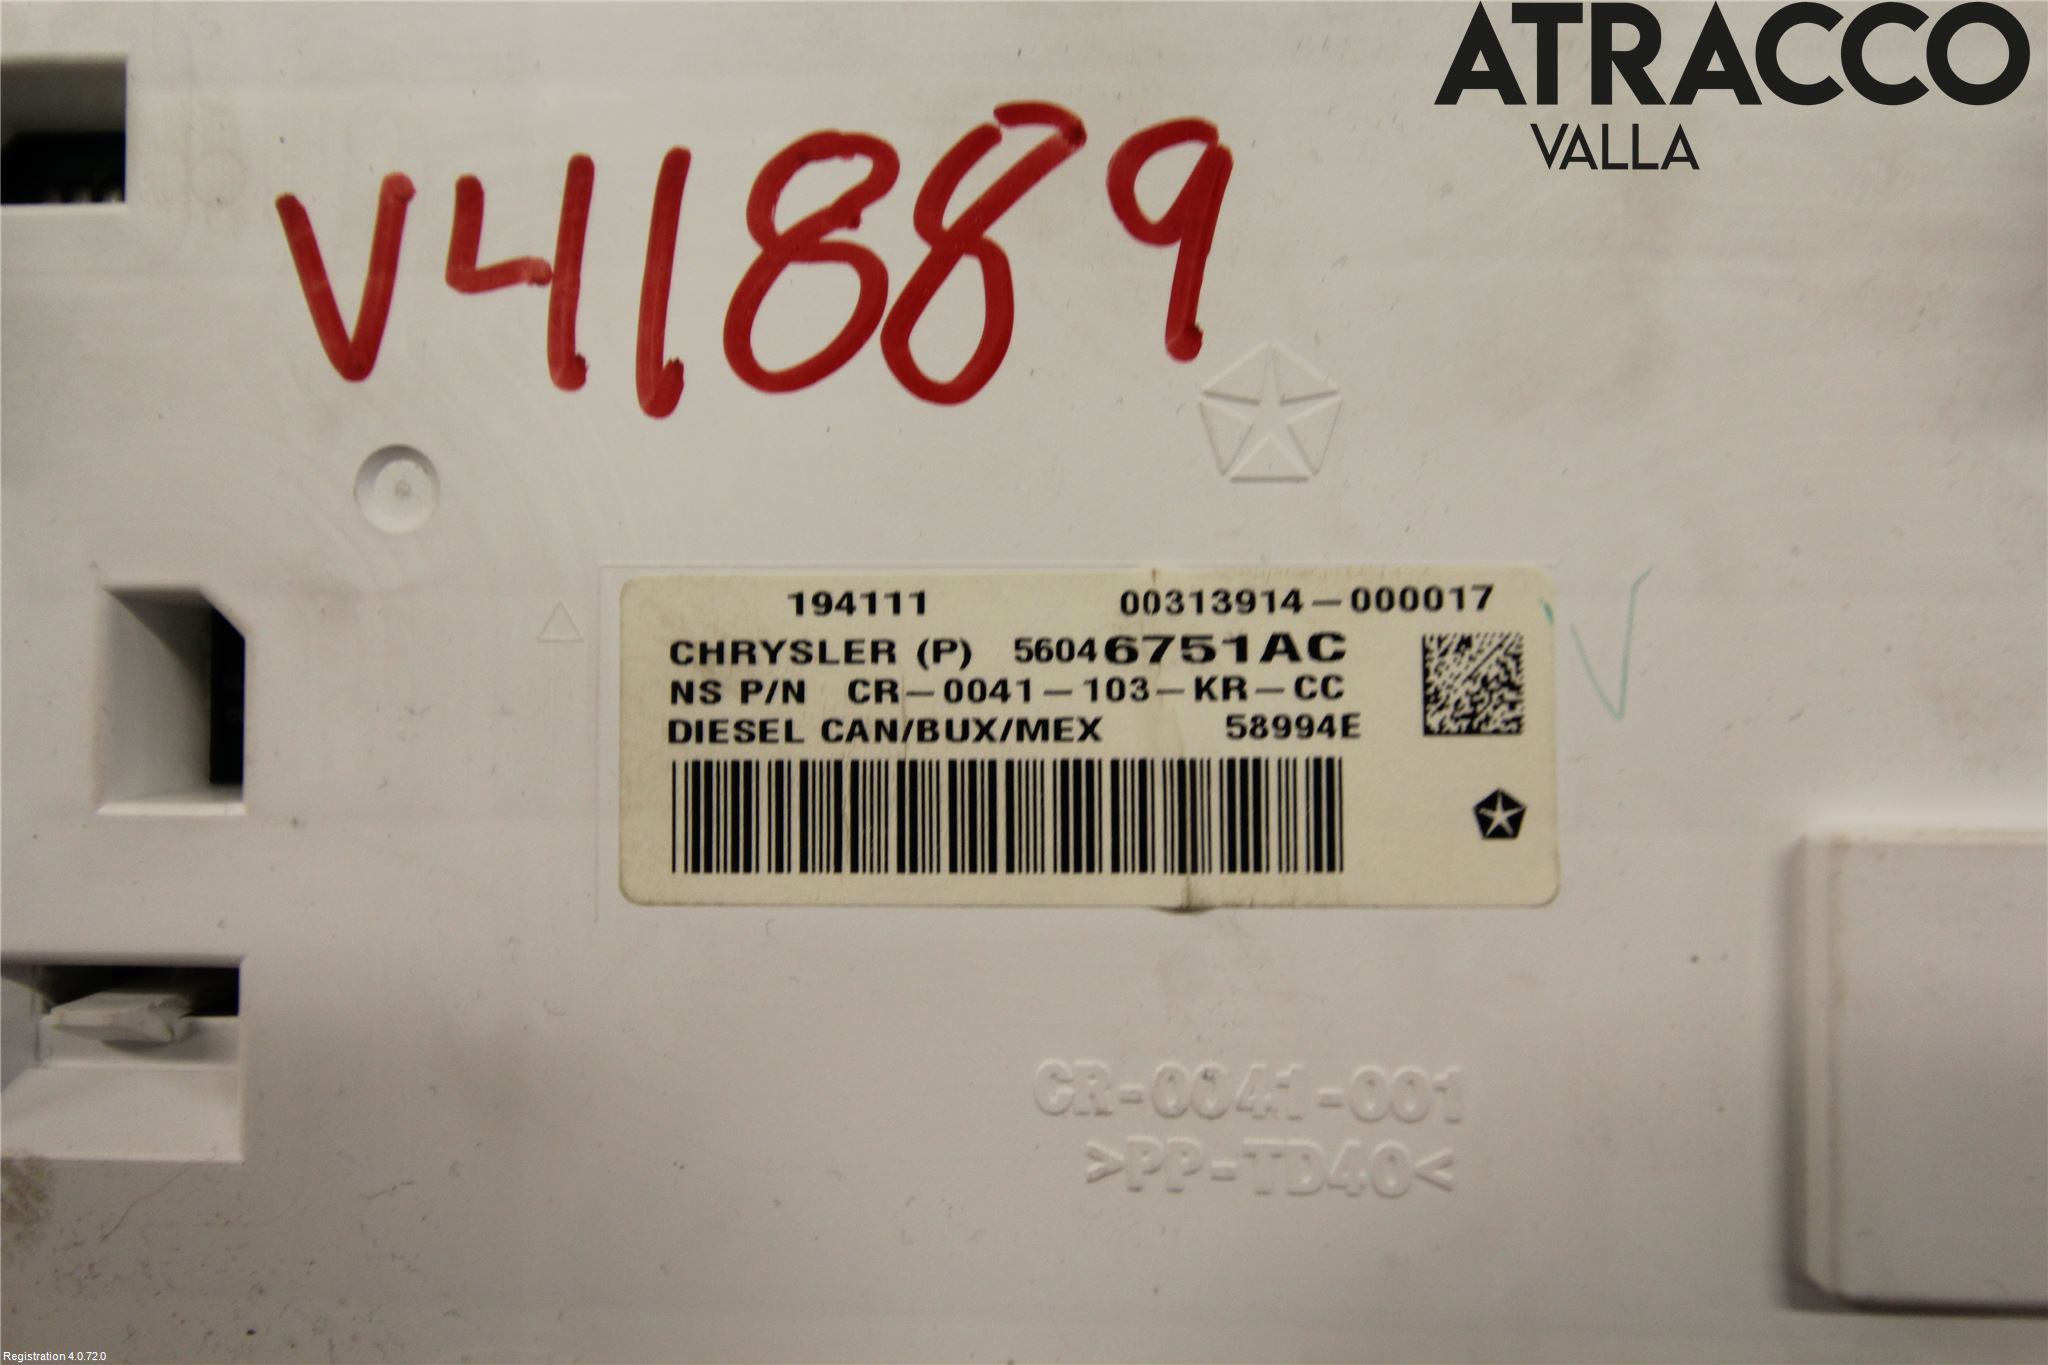 ATRACCO
VALLA
V41889
194111 00313914-000017
CHRYSLER (P) 56046751AC
NS P/N CR-0041-103-KR-CC
DIESEL CAN/BUX/MEX 58994E
V
CR-0041-001
>PP-TD40<
Registration 4.0.72.0